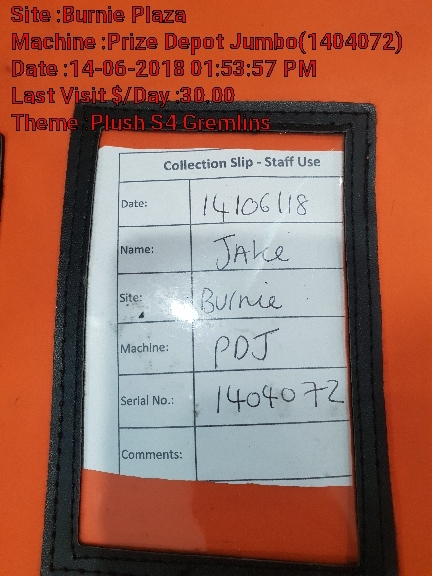 Site :Burnie Plaza
Machine :Prize Depot Jumbo(1404072)
Date :14-06-2018 01:53:57 PM
Last Visit $/Day :30.00
Theme :Plush S4 Gremlins
Collection Slip - Staff Use
Date: 14/06/18
Name: JAKE
Site: Burnie
Machine: PDJ
Serial No.: 1404072
Comments: